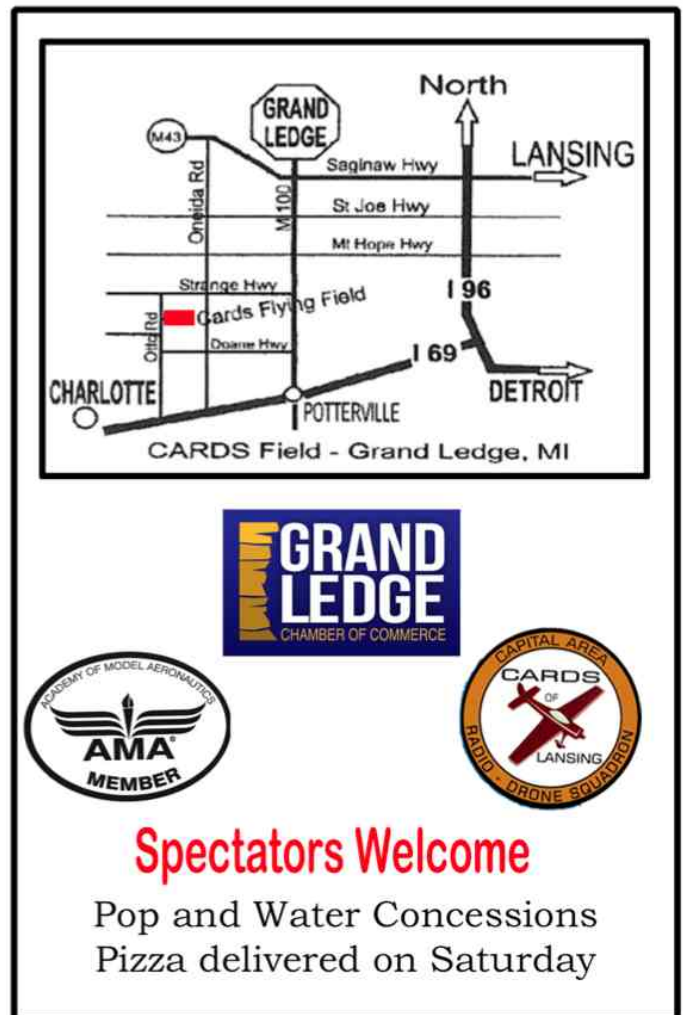 North
GRAND
LEDGE
M43
LANSING
Saginaw Hwy
Oneida Rd
M 100
St Joe Hwy
Mt Hope Hwy
Strange Hwy
I 96
Cards Flying Field
Otto Rd
Doane Hwy
I 69
CHARLOTTE
DETROIT
POTTERVILLE
CARDS Field - Grand Ledge, MI
GRAND
LEDGE
CHAMBER OF COMMERCE
ACADEMY OF MODEL AERONAUTICS
AMA®
MEMBER
CAPITAL AREA
CARDS
OF
LANSING
RADIO - DRONE SQUADRON
Spectators Welcome
Pop and Water Concessions
Pizza delivered on Saturday